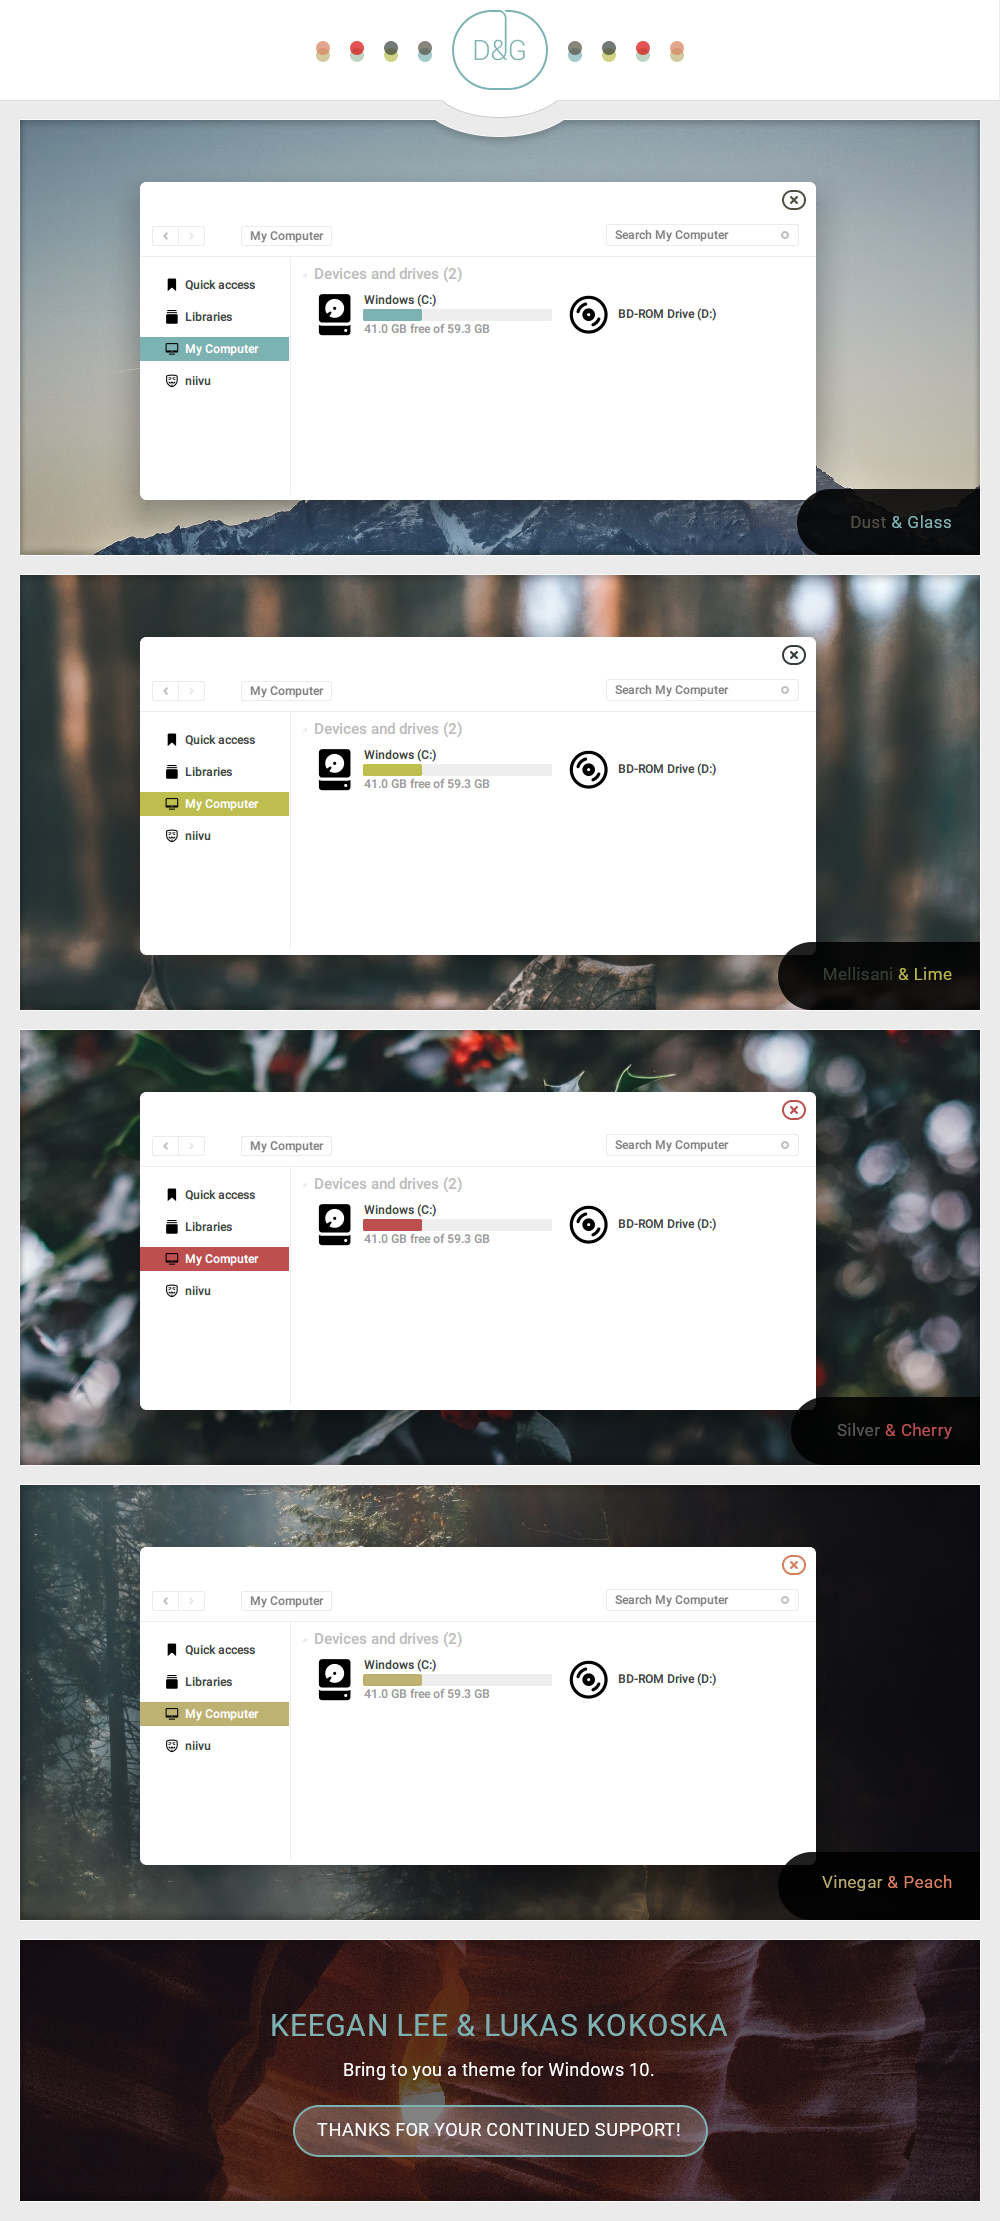 D&G
My Computer
Search My Computer
Quick access
Libraries
My Computer
niivu
Devices and drives (2)
Windows (C:)
41.0 GB free of 59.3 GB
BD-ROM Drive (D:)
Dust & Glass
My Computer
Search My Computer
Quick access
Libraries
My Computer
niivu
Devices and drives (2)
Windows (C:)
41.0 GB free of 59.3 GB
BD-ROM Drive (D:)
Mellisani & Lime
My Computer
Search My Computer
Quick access
Libraries
My Computer
niivu
Devices and drives (2)
Windows (C:)
41.0 GB free of 59.3 GB
BD-ROM Drive (D:)
Silver & Cherry
My Computer
Search My Computer
Quick access
Libraries
My Computer
niivu
Devices and drives (2)
Windows (C:)
41.0 GB free of 59.3 GB
BD-ROM Drive (D:)
Vinegar & Peach
KEEGAN LEE & LUKAS KOKOSKA
Bring to you a theme for Windows 10.
THANKS FOR YOUR CONTINUED SUPPORT!